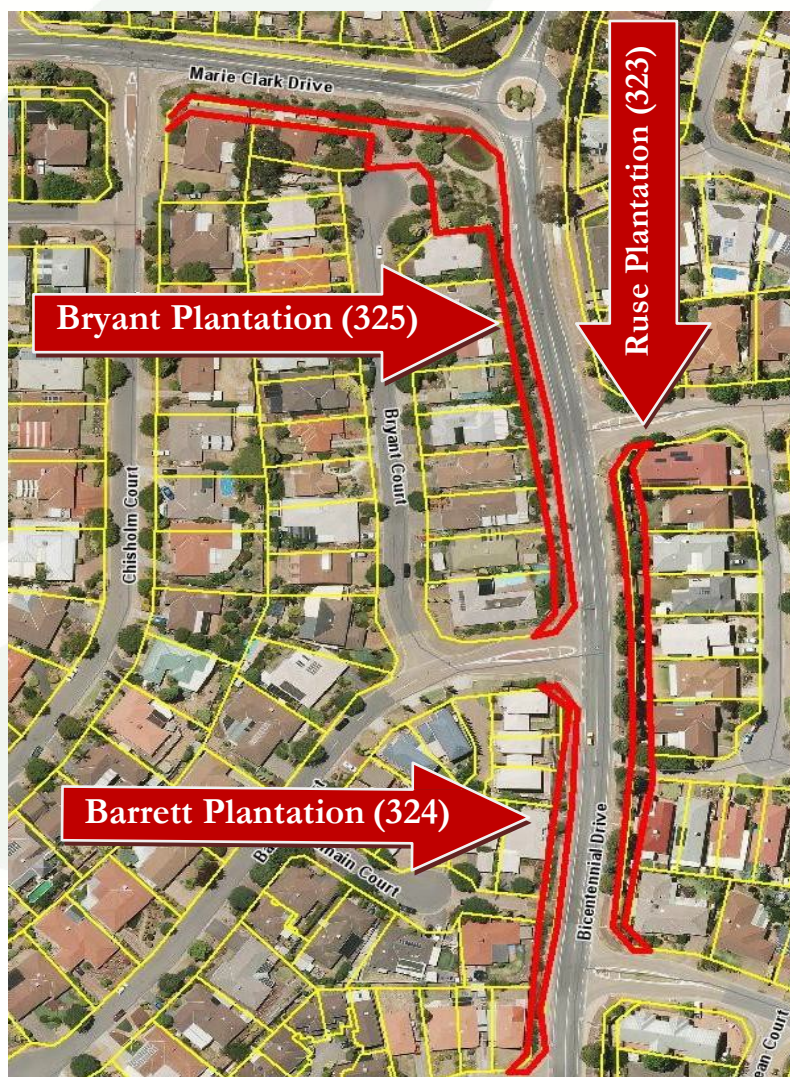 Marie Clark Drive
Ruse Plantation (323)
Bryant Plantation (325)
Bryant Court
Chisholm Court
Barrett Plantation (324)
Court
Bicentennial Drive